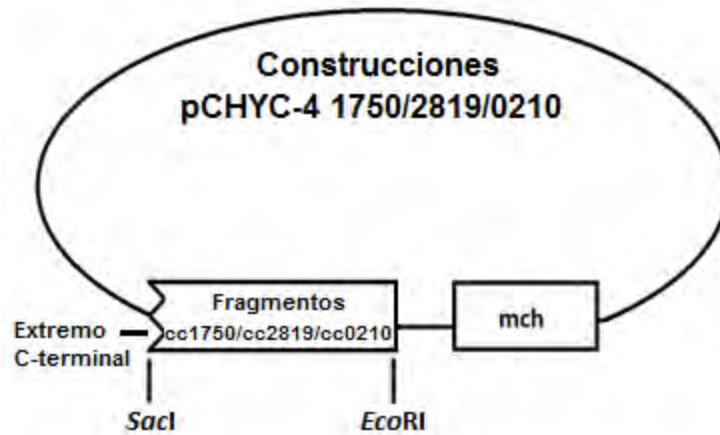 Construcciones
pCHYC-4 1750/2819/0210
Fragmentos
cc1750/cc2819/cc0210
mch
Extremo
C-terminal
SacI
EcoRI